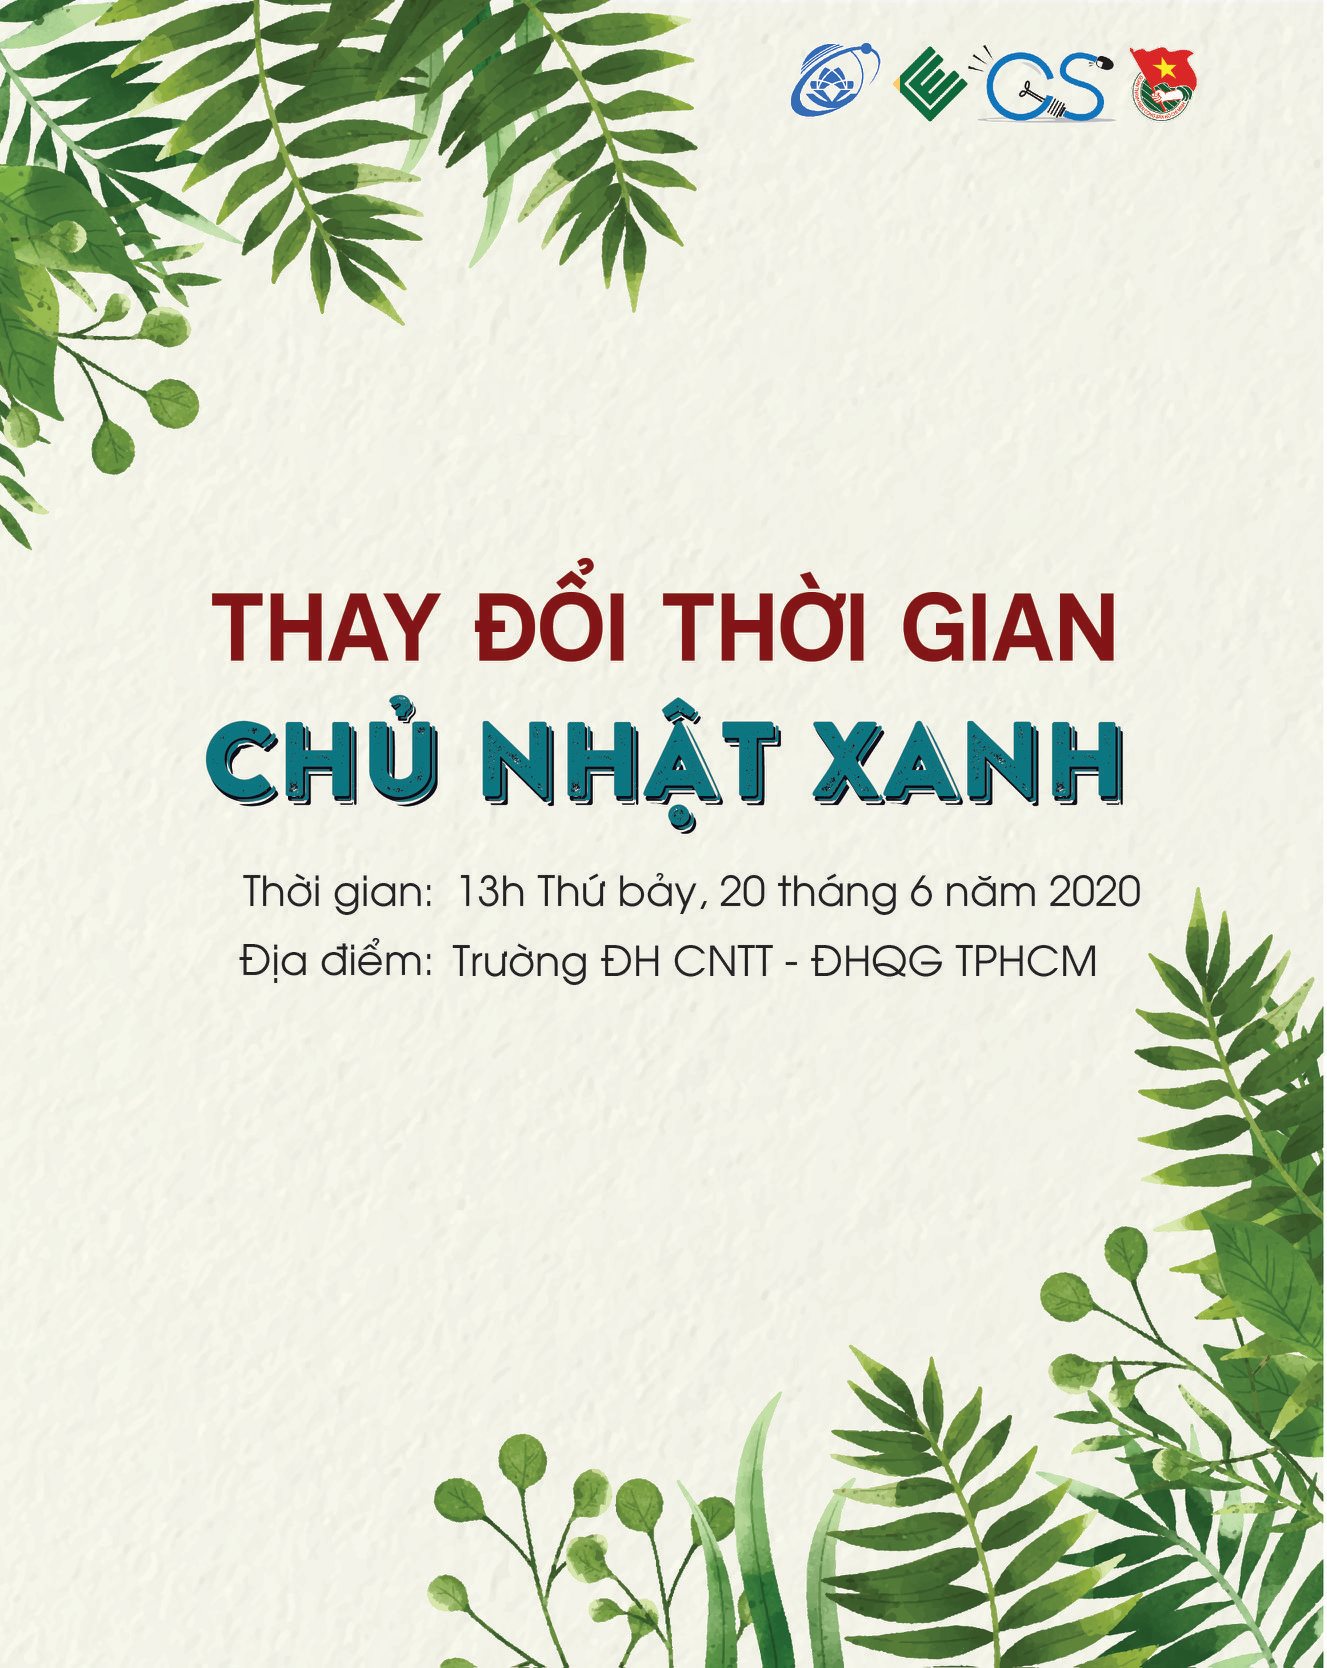 CS
THAY ĐỔI THỜI GIAN
CHỦ NHẬT XANH
Thời gian: 13h Thứ bảy, 20 tháng 6 năm 2020
Địa điểm: Trường ĐH CNTT - ĐHQG TPHCM